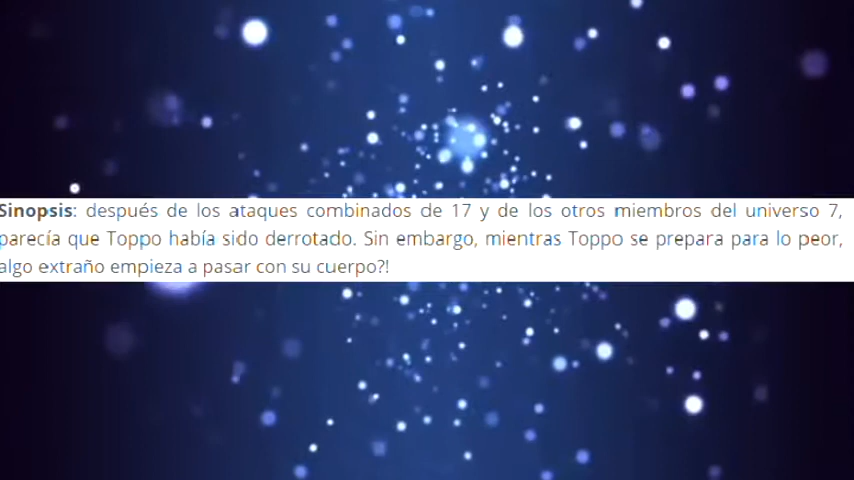 Sinopsis: después de los ataques combinados de 17 y de los otros miembros del universo 7,
parecía que Toppo había sido derrotado. Sin embargo, mientras Toppo se prepara para lo peor,
algo extraño empieza a pasar con su cuerpo?!